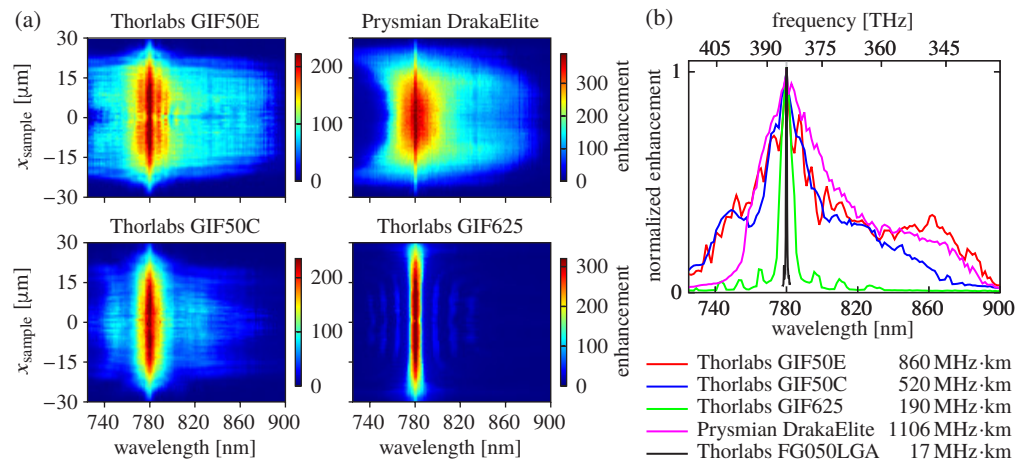 (a)
Thorlabs GIF50E
Prysmian DrakaElite
x_sample [µm]
30
15
0
−15
−30
200
100
0
300
200
100
0
enhancement
Thorlabs GIF50C
Thorlabs GIF625
x_sample [µm]
30
15
0
−15
−30
200
100
0
300
200
100
0
enhancement
740 780 820 860 900
740 780 820 860 900
wavelength [nm]
wavelength [nm]
(b)
frequency [THz]
405 390 375 360 345
normalized enhancement
1
0
740 780 820 860 900
wavelength [nm]
Thorlabs GIF50E 860 MHz·km
Thorlabs GIF50C 520 MHz·km
Thorlabs GIF625 190 MHz·km
Prysmian DrakaElite 1106 MHz·km
Thorlabs FG050LGA 17 MHz·km